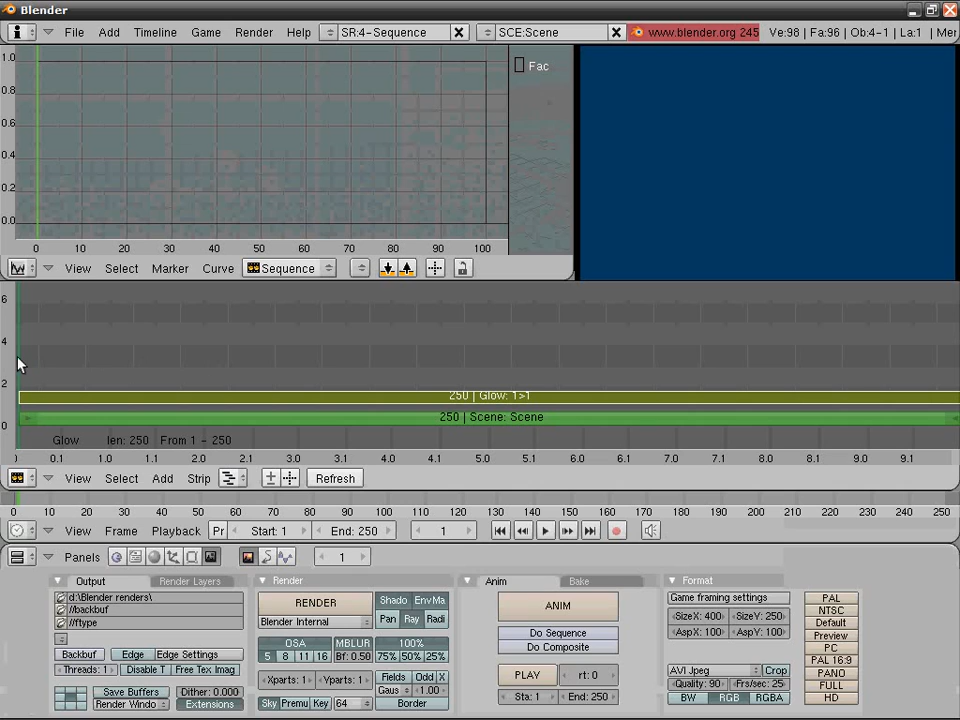 Blender
File Add Timeline Game Render Help SR:4-Sequence SCE:Scene www.blender.org 245 Ve:98 | Fa:96 | Ob:4-1 | La:1 | Mer
1.0
0.8
0.6
0.4
0.2
0.0
Fac
0 10 20 30 40 50 60 70 80 90 100
View Select Marker Curve Sequence
6
4
2
0
250 | Glow: 1>1
250 | Scene: Scene
Glow len: 250 From 1 - 250
0.1 1.0 1.1 2.1 2.1 3.0 3.1 4.0 4.1 5.0 5.1 6.0 6.1 7.0 7.1 8.0 8.1 9.0 9.1
View Select Add Strip Refresh
0 10 20 30 40 50 60 70 80 90 100 110 120 130 140 150 160 170 180 190 200 210 220 230 240 250
View Frame Playback Pr Start: 1 End: 250 1
Panels 1
Output Render Layers Render Anim Bake Format
d:\Blender renders\
//backbuf
//ftype
Backbuf Edge Edge Settings
Threads: 1 Disable T Free Tex Imag
Save Buffers Dither: 0.000
Render Windo Extensions
RENDER
Blender Internal
Shado EnvMa
Pan Ray Radi
OSA MBLUR 100%
5 8 11 16 Bf: 0.50 75% 50% 25%
Xparts: 1 Yparts: 1 Fields Odd X
Gaus 1.00
Sky Premu Key 64 Border
ANIM
Do Sequence
Do Composite
PLAY rt: 0
Sta: 1 End: 250
Game framing settings
SizeX: 400 SizeY: 250
AspX: 100 AspY: 100
AVI Jpeg Crop
Quality: 90 Frs/sec: 25
BW RGB RGBA
PAL
NTSC
Default
Preview
PC
PAL 16:9
PANO
FULL
HD